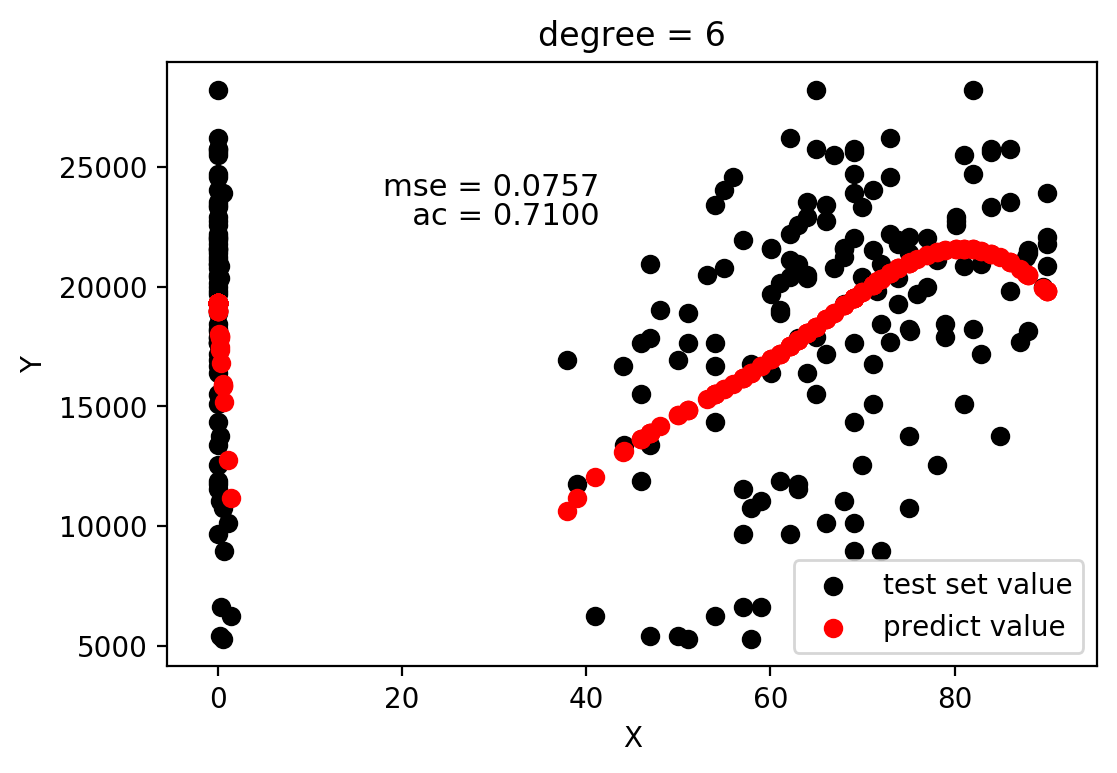 degree = 6
mse = 0.0757
ac = 0.7100
Y
25000
20000
15000
10000
5000
test set value
predict value
0 20 40 60 80
X